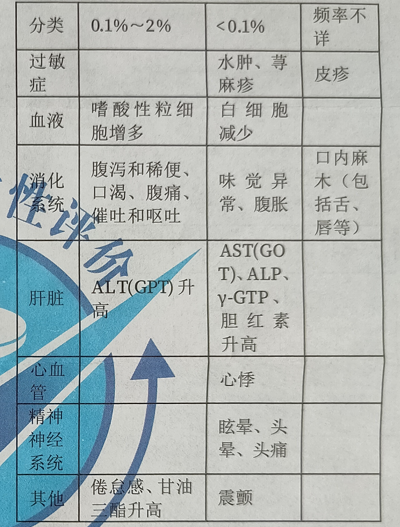 分类 0.1%～2% <0.1% 频率不详
过敏症 水肿、荨麻疹 皮疹
血液 嗜酸性粒细胞增多 白细胞减少
消化系统 腹泻和稀便、口渴、腹痛、催吐和呕吐 味觉异常、腹胀 口内麻木（包括舌、唇等）
肝脏 ALT(GPT)升高 AST(GOT)、ALP、γ-GTP、胆红素升高
心血管 心悸
精神神经系统 眩晕、头晕、头痛
其他 倦怠感、甘油三酯升高 震颤
性评价